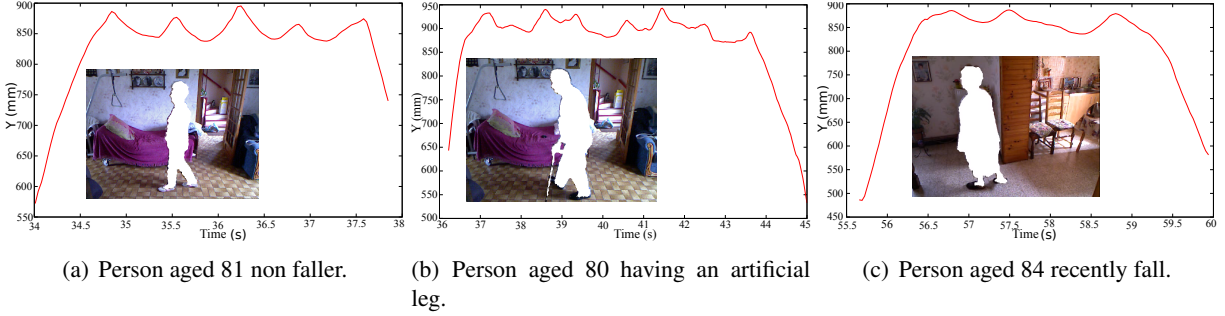 900
850
800
750
700
650
600
550
Y (mm)
34 34.5 35 35.5 36 36.5 37 37.5 38
Time (s)
(a) Person aged 81 non faller.
950
900
850
800
750
700
650
600
550
500
Y (mm)
36 37 38 39 40 41 42 43 44 45
Time (s)
(b) Person aged 80 having an artificial
leg.
900
850
800
750
700
650
600
550
500
450
Y (mm)
55.5 56 56.5 57 57.5 58 58.5 59 59.5 60
Time (s)
(c) Person aged 84 recently fall.